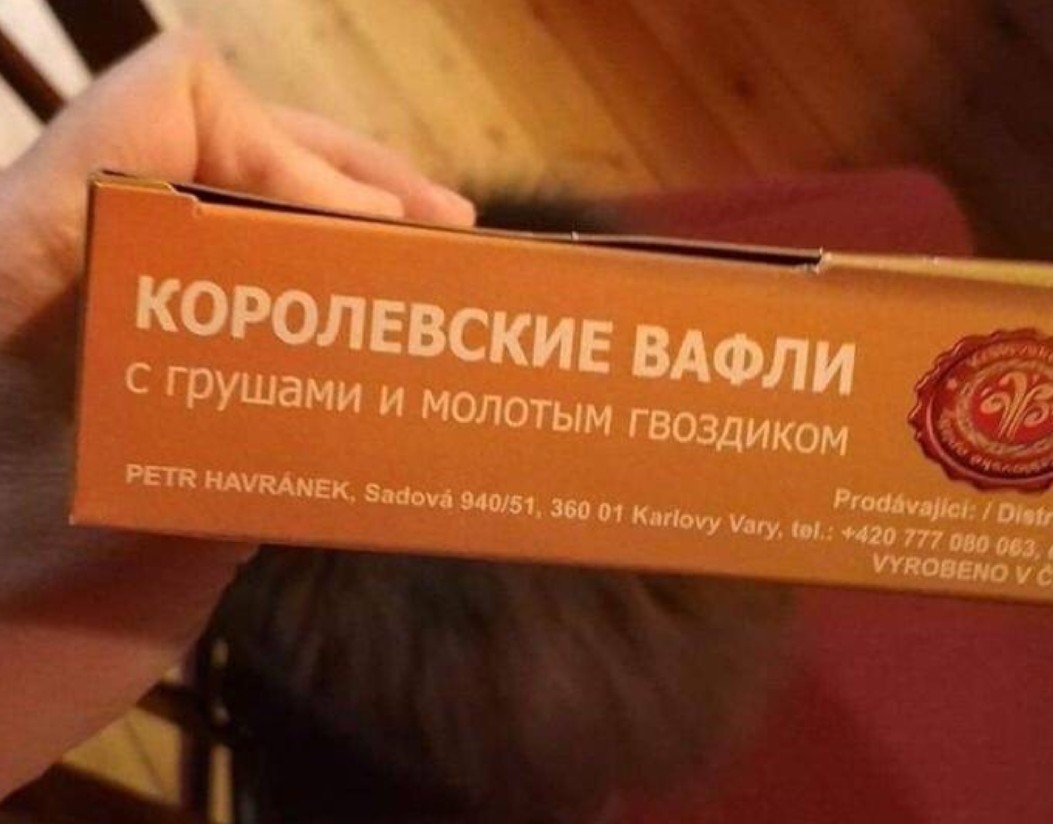 КОРОЛЕВСКИЕ ВАФЛИ
с грушами и молотым гвоздиком
PETR HAVRÁNEK, Sadová 940/51, 360 01 Karlovy Vary, tel.: +420 777 080 063,
Prodávající: / Distr
VYROBENO V Č